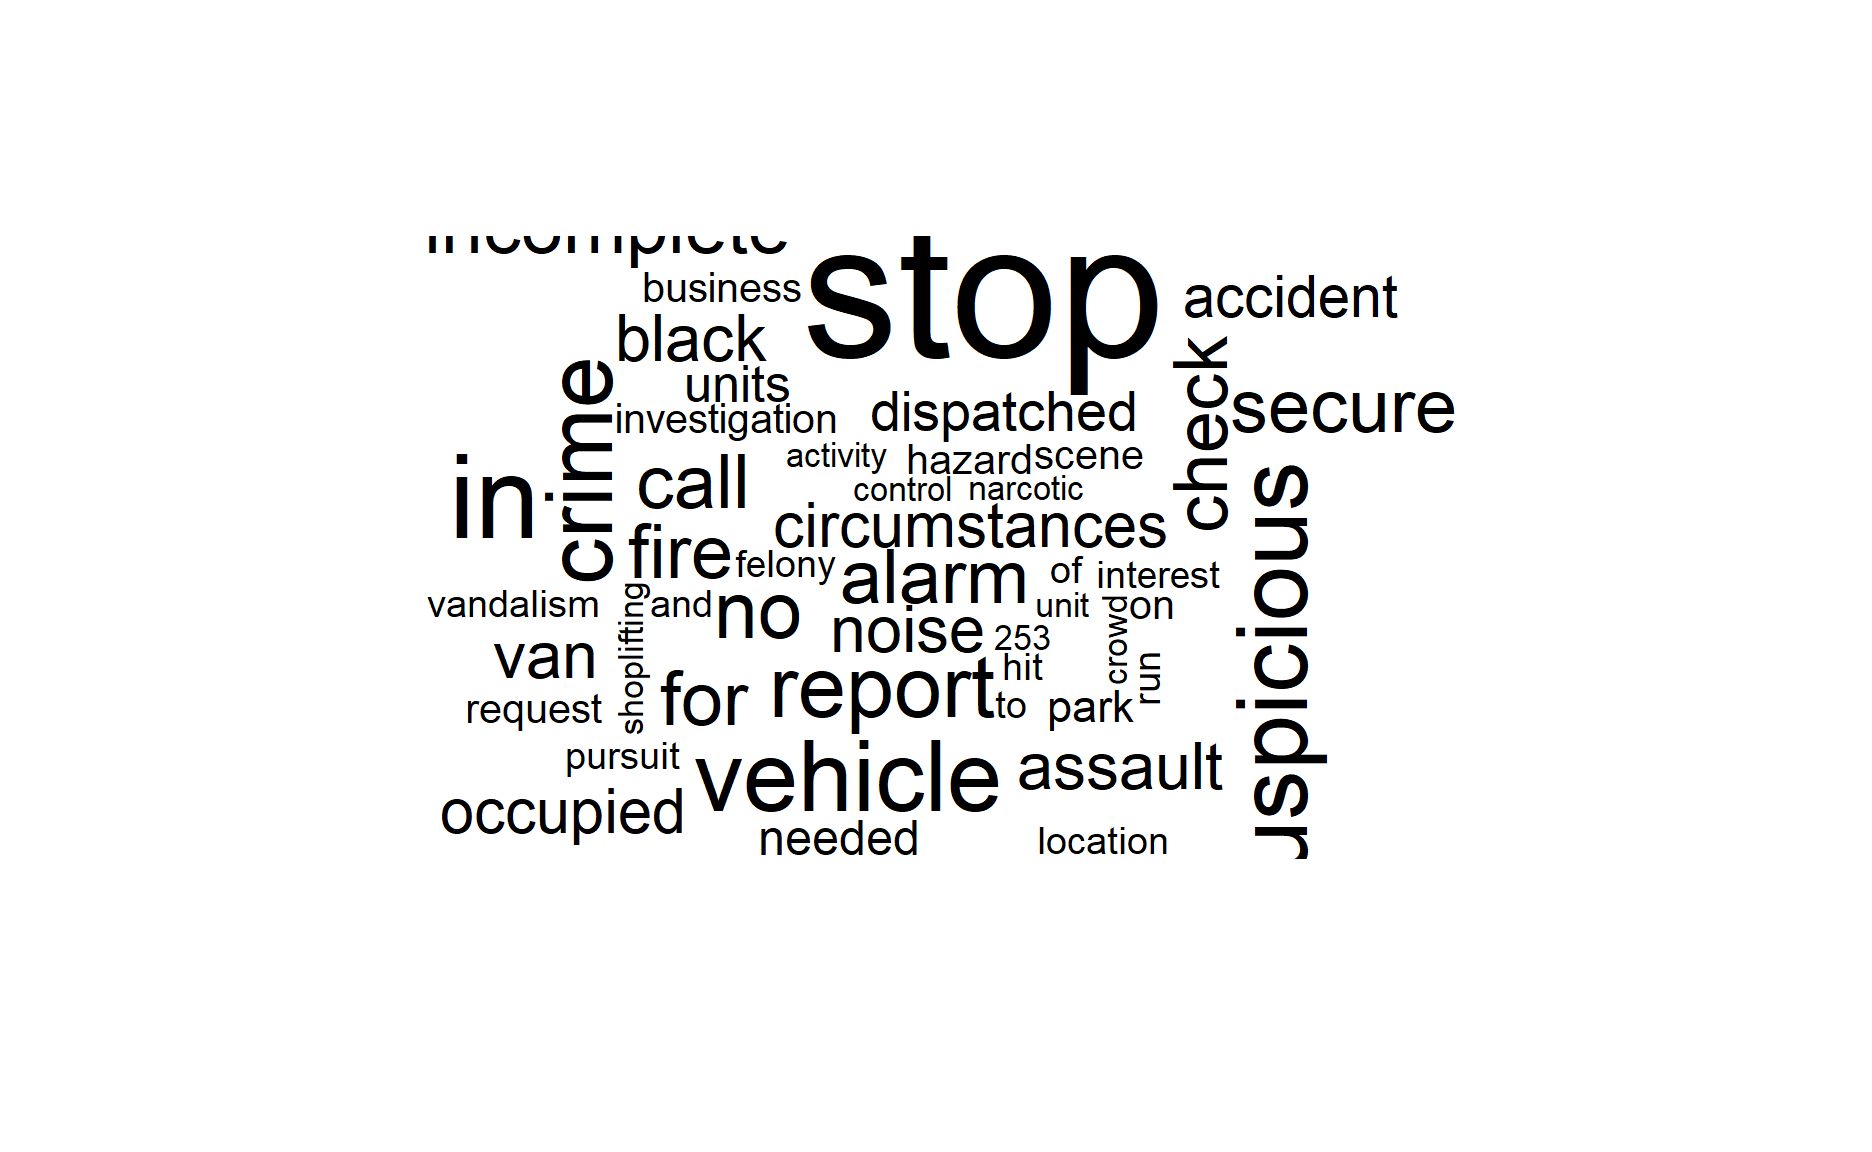 incomplete
stop
business
accident
black
check
crime
units
secure
investigation
dispatched
in
call
activity
hazard
scene
control
narcotic
uspicious
circumstances
fire
felony
alarm
of
interest
vandalism
shoplifting
and
no
unit
crowd
on
noise
253
van
hit
run
request
for
report
to
park
pursuit
vehicle
assault
occupied
needed
location